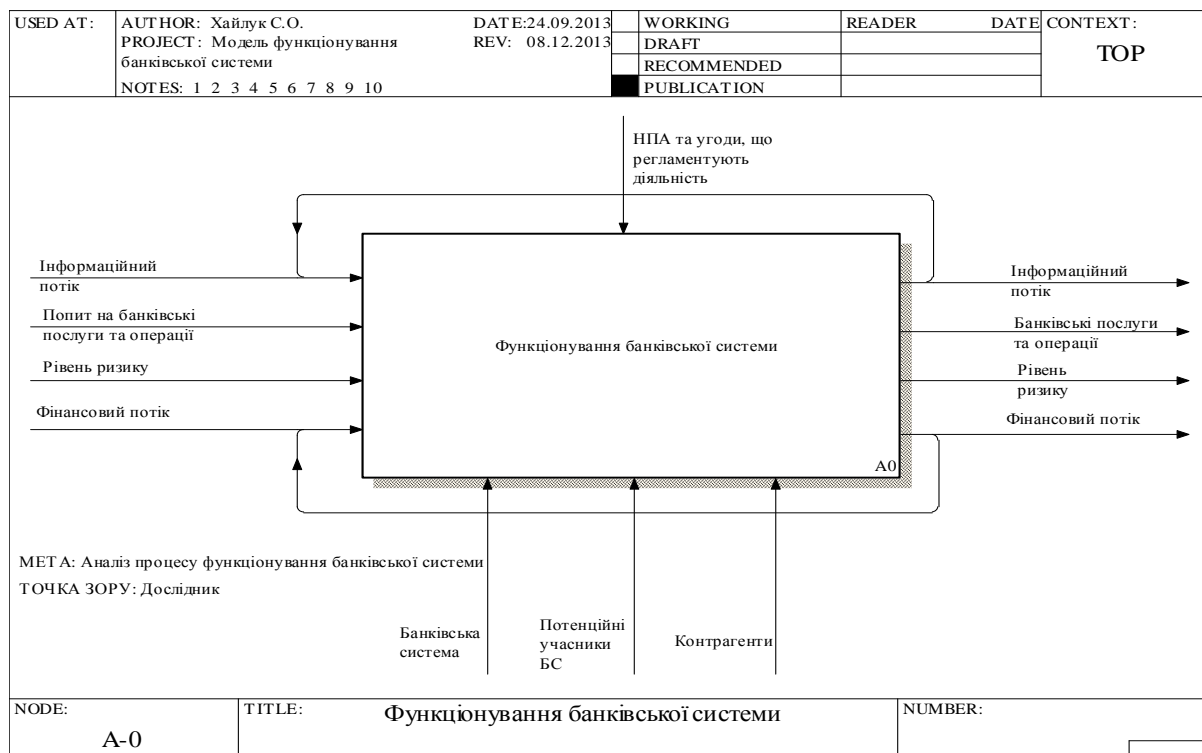 USED AT:
AUTHOR: Хайлук С.О.
DATE:24.09.2013
WORKING
READER
DATE
CONTEXT:
PROJECT: Модель функціонування
REV: 08.12.2013
DRAFT
TOP
банківської системи
RECOMMENDED
NOTES: 1 2 3 4 5 6 7 8 9 10
PUBLICATION
НПА та угоди, що
регламентують
діяльність
Інформаційний
потік
Попит на банківські
послуги та операції
Рівень ризику
Фінансовий потік
Функціонування банківської системи
A0
Інформаційний
потік
Банківські послуги
та операції
Рівень
ризику
Фінансовий потік
МЕТА: Аналіз процесу функціонування банківської системи
ТОЧКА ЗОРУ: Дослідник
Банківська
система
Потенційні
учасники
БС
Контрагенти
NODE:
A-0
TITLE:
Функціонування банківської системи
NUMBER: